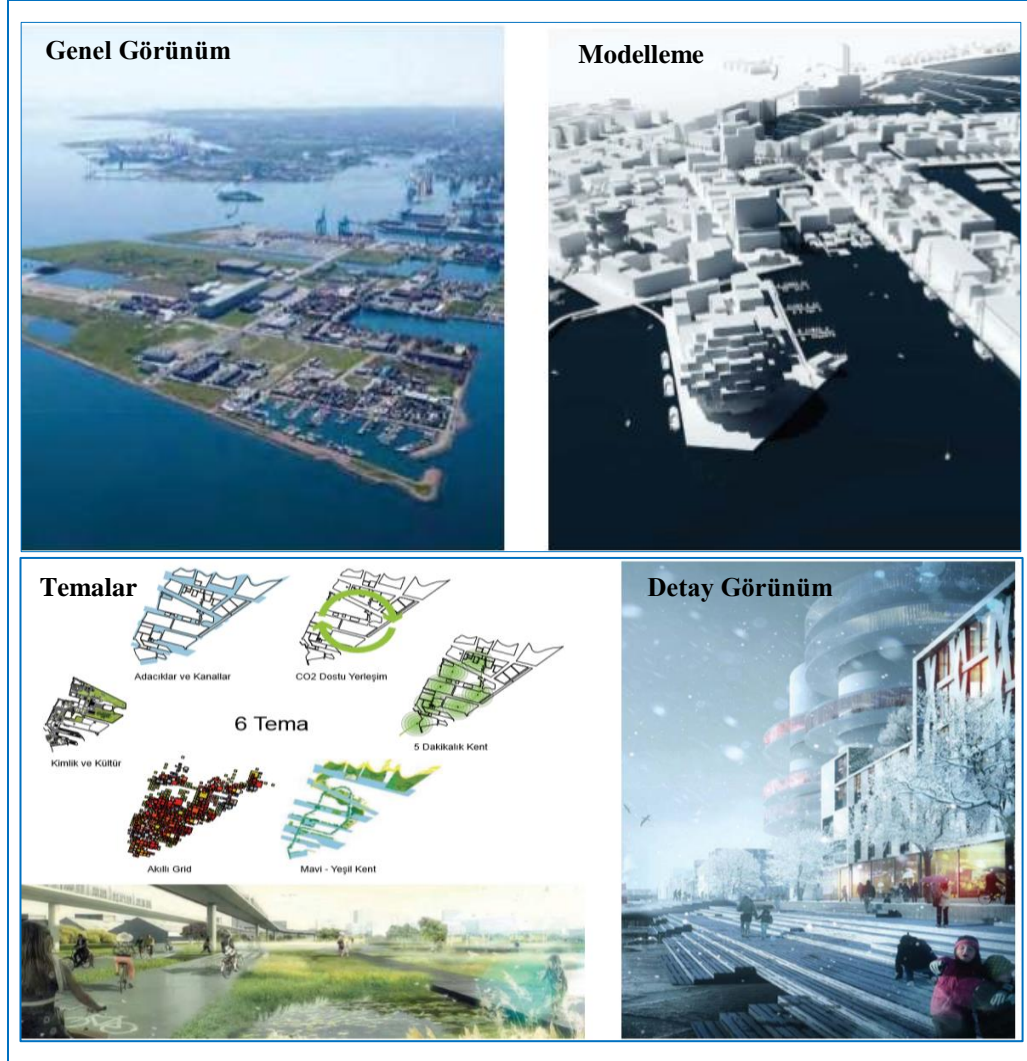 Genel Görünüm
Modelleme
Temalar
Detay Görünüm
Adacıklar ve Kanallar
CO2 Dostu Yerleşim
Kimlik ve Kültür
6 Tema
5 Dakikalık Kent
Akıllı Grid
Mavi - Yeşil Kent